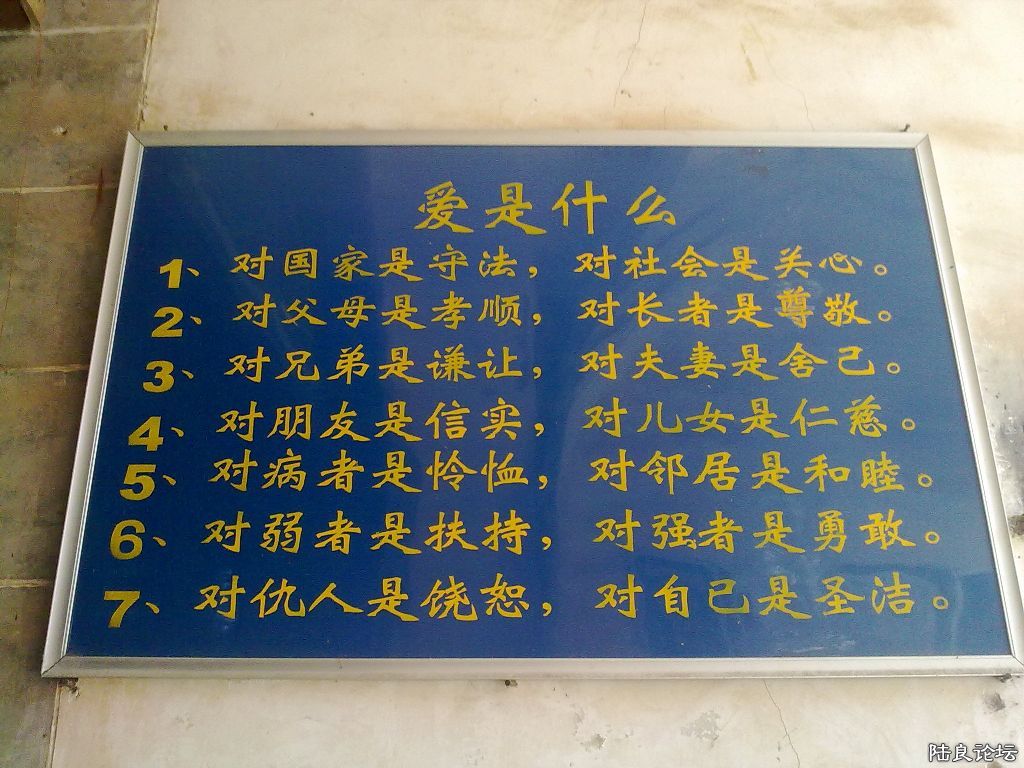 爱是什么
1、对国家是守法，对社会是关心。
2、对父母是孝顺，对长者是尊敬。
3、对兄弟是谦让，对夫妻是舍己。
4、对朋友是信实，对儿女是仁慈。
5、对病者是怜恤，对邻居是和睦。
6、对弱者是扶持，对强者是勇敢。
7、对仇人是饶恕，对自己是圣洁。
陆良论坛